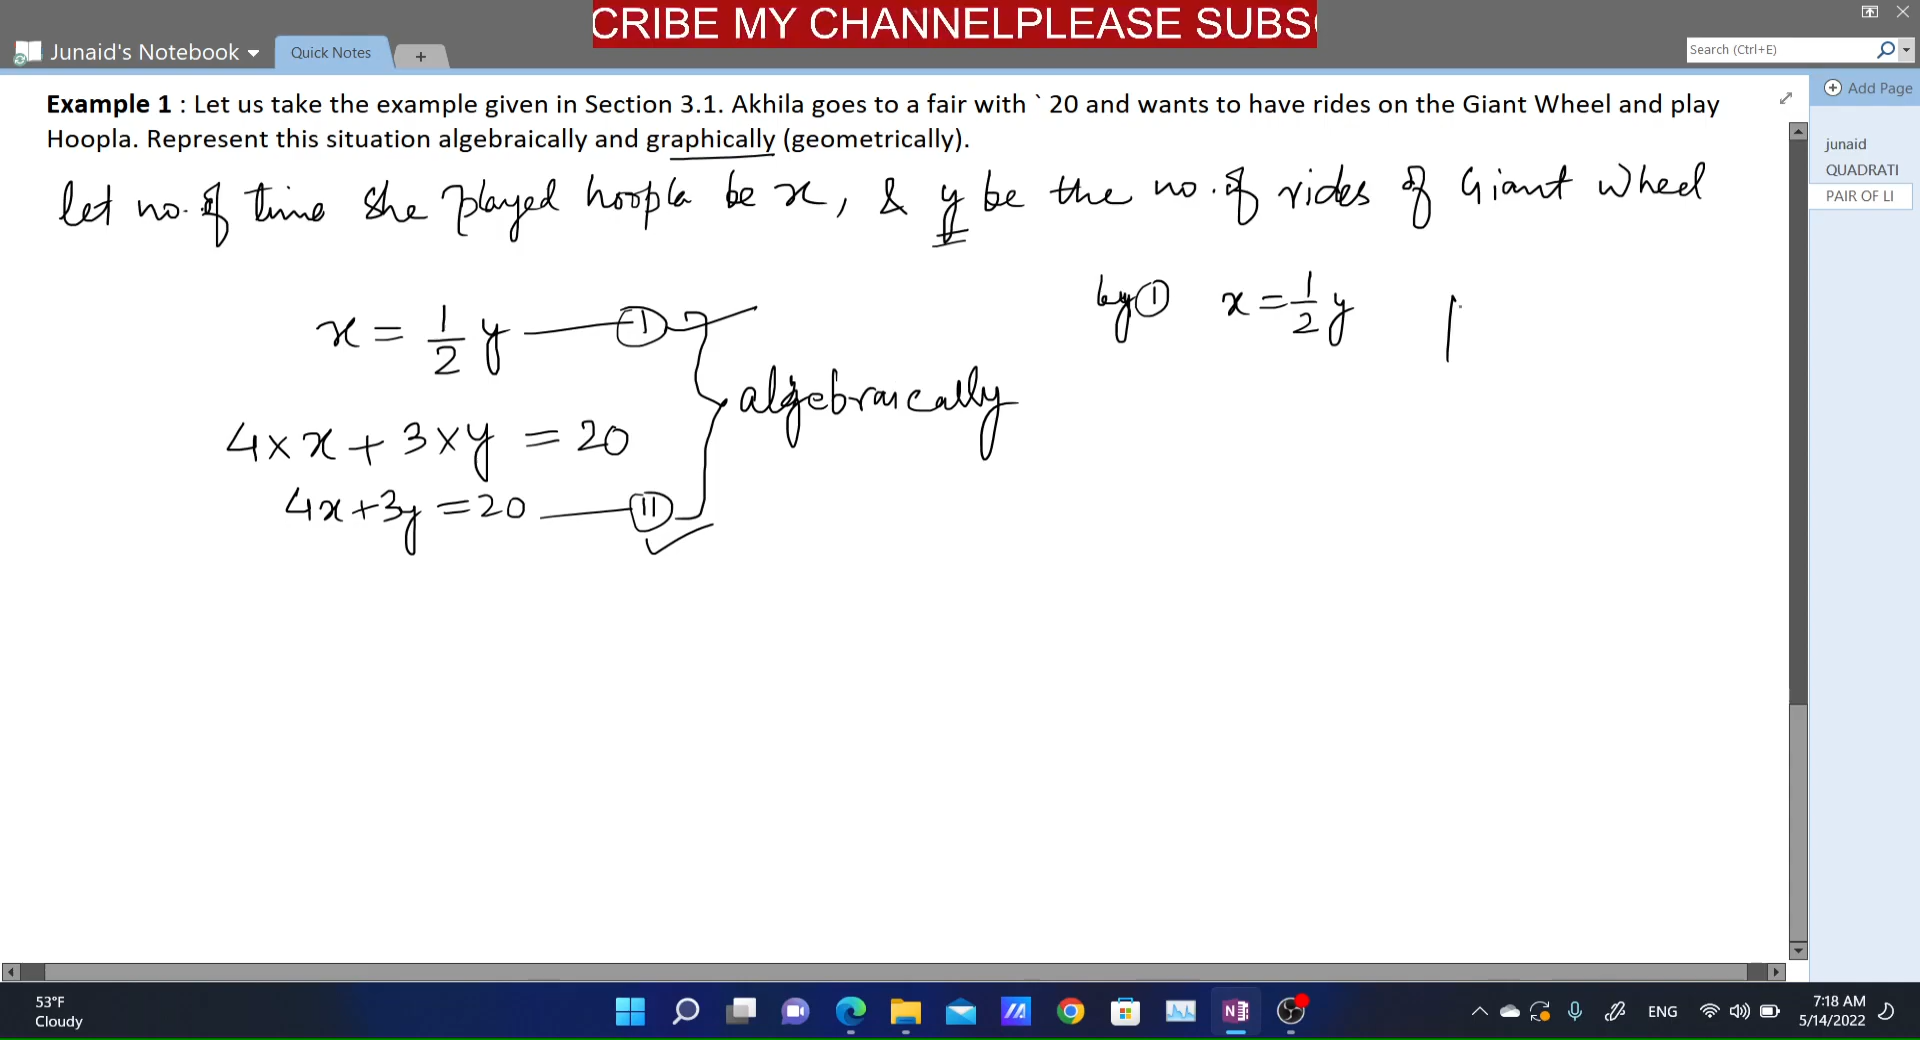 CRIBE MY CHANNELPLEASE SUBS
Junaid's Notebook
Quick Notes
+
Search (Ctrl+E)
Example 1 : Let us take the example given in Section 3.1. Akhila goes to a fair with ` 20 and wants to have rides on the Giant Wheel and play
Hoopla. Represent this situation algebraically and graphically (geometrically).
Add Page
junaid
QUADRATI
PAIR OF LI
let no. of time she played hoopla be x, & y be the no. of rides of Giant Wheel
x = 1/2 y — I
4 × x + 3 × y = 20
4x + 3y = 20 — II
algebraically
by I x = 1/2 y
53°F
Cloudy
ENG
7:18 AM
5/14/2022